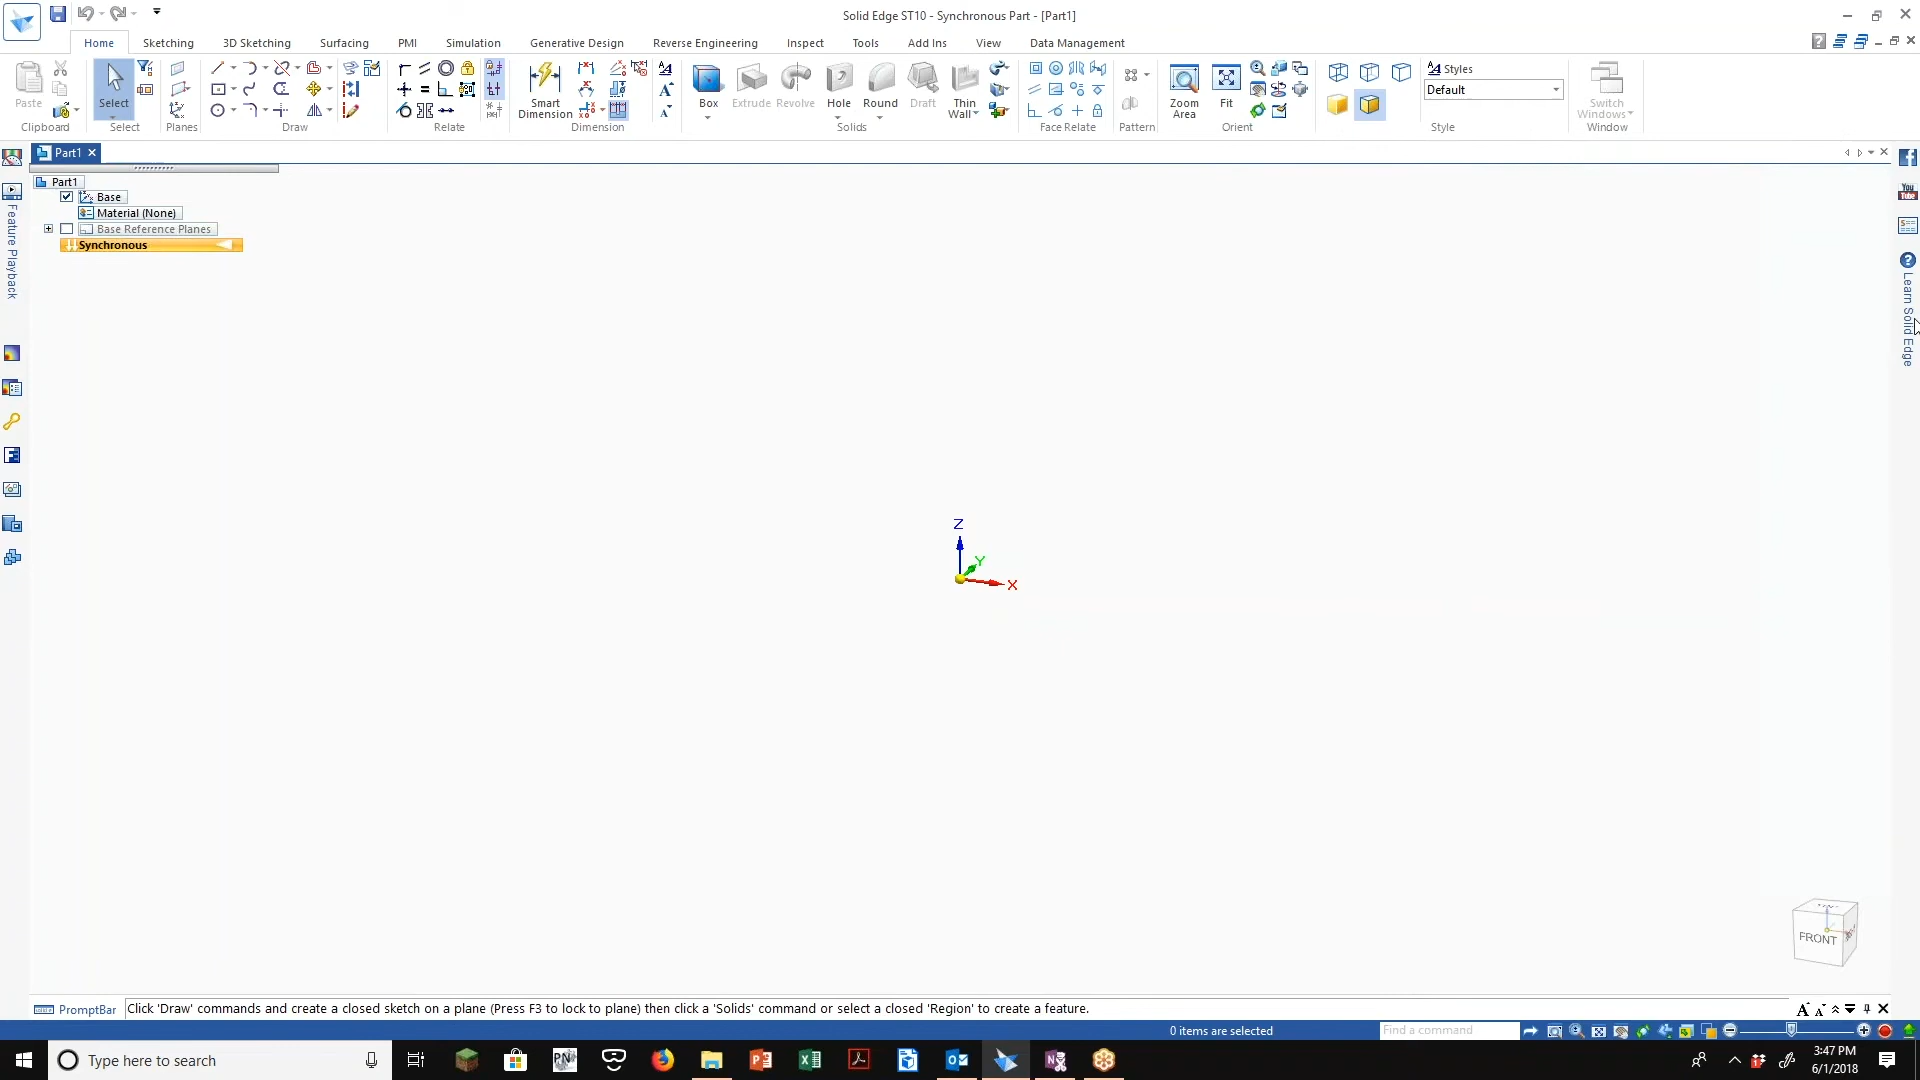 Solid Edge ST10 - Synchronous Part - [Part1]
Home
Sketching
3D Sketching
Surfacing
PMI
Simulation
Generative Design
Reverse Engineering
Inspect
Tools
Add Ins
View
Data Management
Paste
Clipboard
Select
Select
Planes
Draw
Relate
Smart
Dimension
Dimension
Box
Extrude
Revolve
Hole
Round
Draft
Thin
Wall
Solids
Face Relate
Pattern
Zoom
Area
Fit
Orient
Styles
Default
Style
Switch
Windows
Window
Part1
Part1
Base
Material (None)
Base Reference Planes
Synchronous
Feature Playback
You
Tube
Learn Solid Edge
Z
Y
X
FRONT
PromptBar
Click 'Draw' commands and create a closed sketch on a plane (Press F3 to lock to plane) then click a 'Solids' command or select a closed 'Region' to create a feature.
0 items are selected
Find a command
Type here to search
3:47 PM
6/1/2018